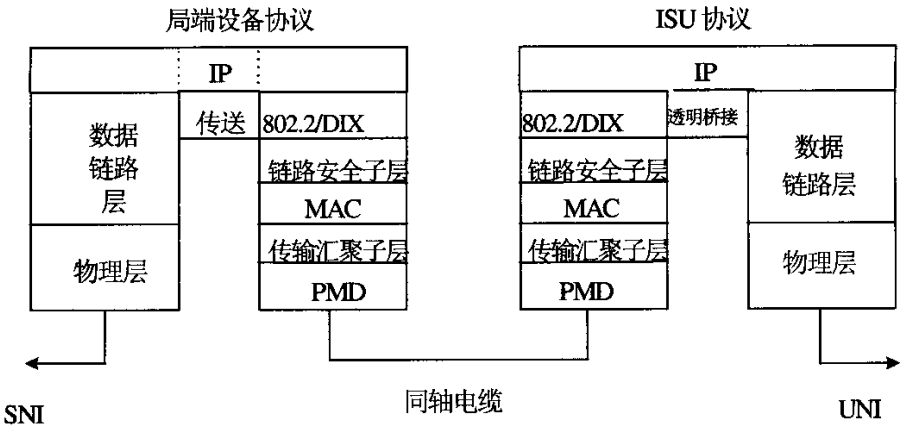 局端设备协议
ISU 协议
IP
IP
数据
链路
层
传送
802.2/DIX
802.2/DIX
透明桥接
数据
链路层
链路安全子层
链路安全子层
MAC
MAC
物理层
传输汇聚子层
传输汇聚子层
物理层
PMD
PMD
SNI
同轴电缆
UNI